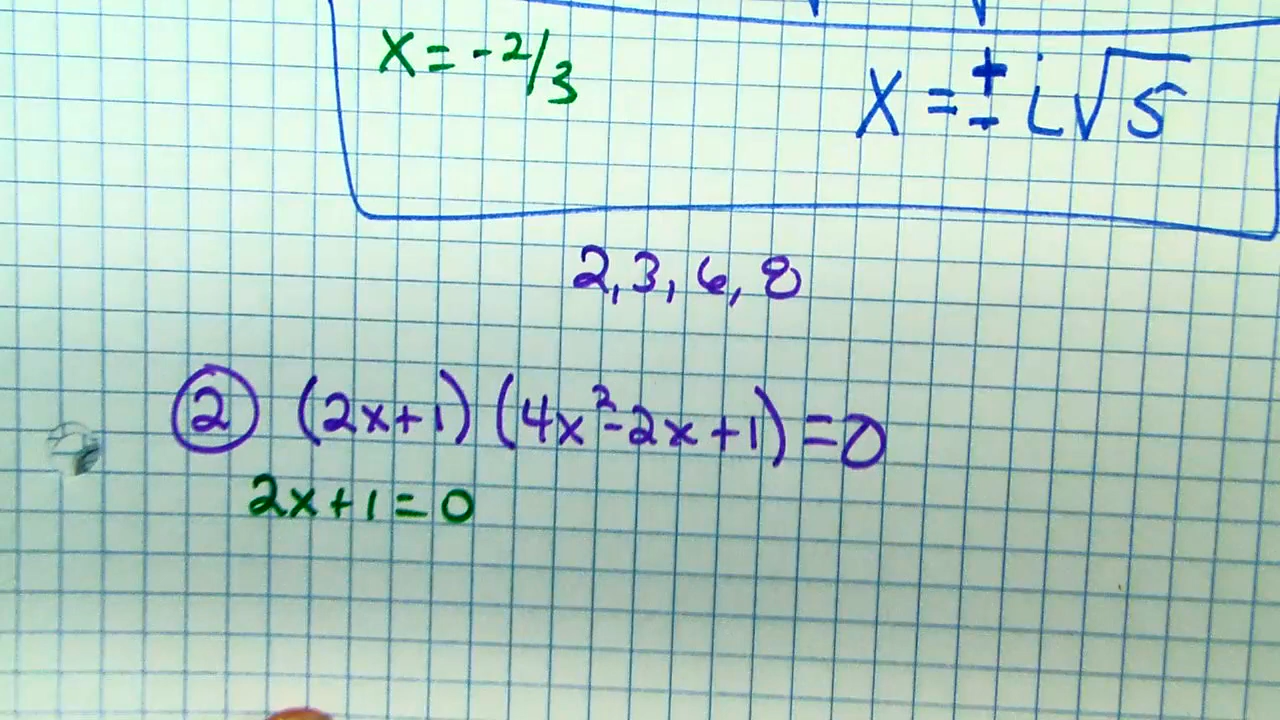 x = -2/3
x = ± i√5
2, 3, 6, 8
② (2x+1)(4x²-2x+1)=0
2x+1=0